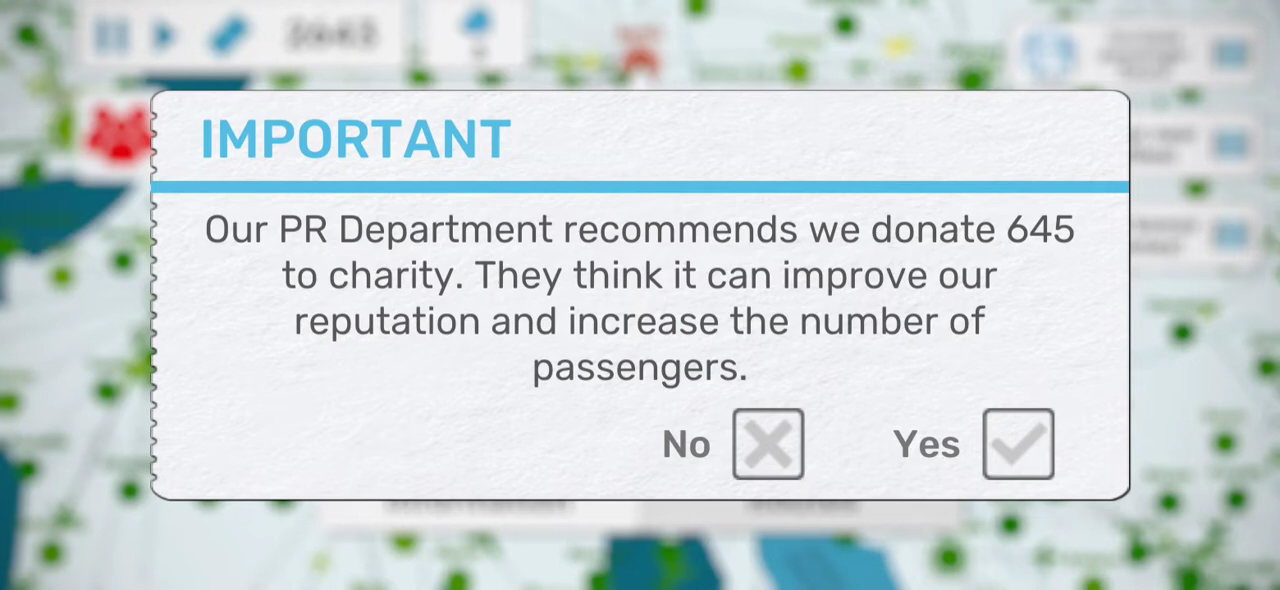 IMPORTANT
Our PR Department recommends we donate 645
to charity. They think it can improve our
reputation and increase the number of
passengers.
No
Yes